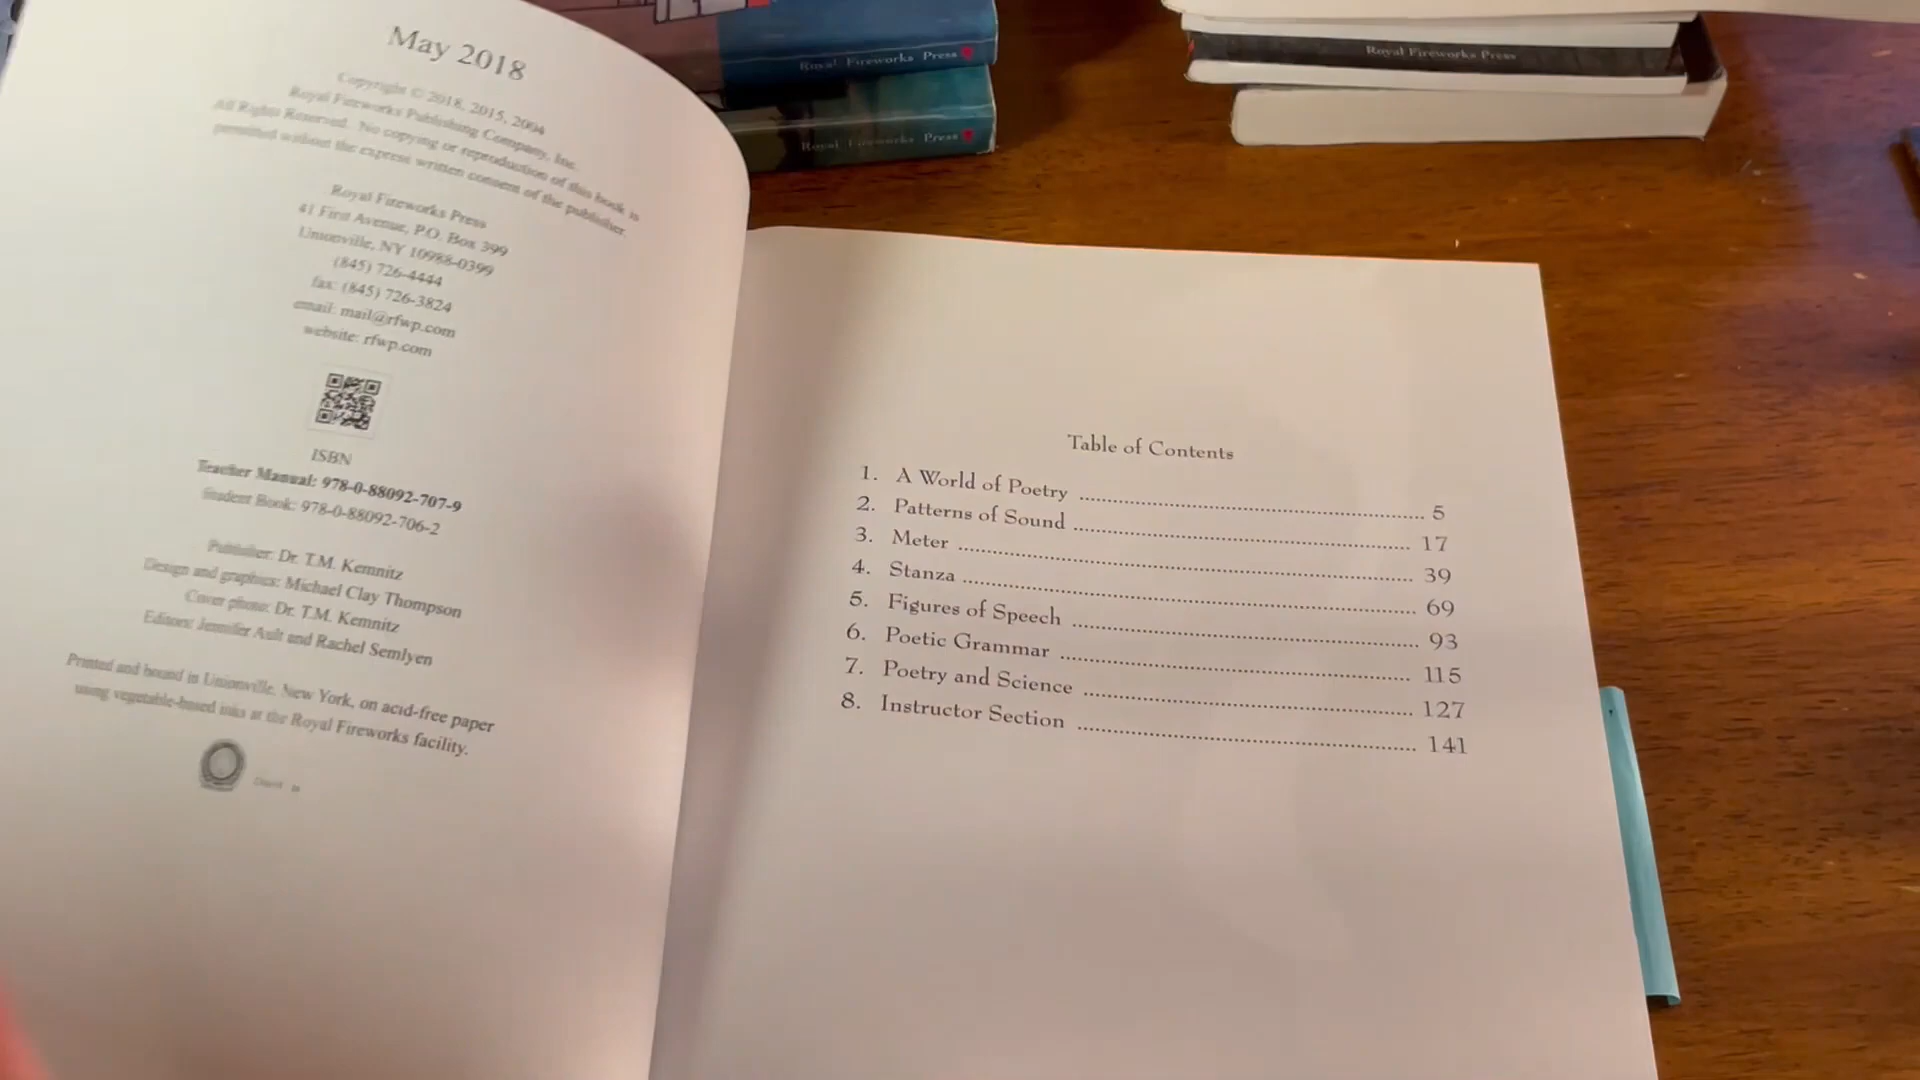 May 2018
Copyright © 2018, 2015, 2004
Royal Fireworks Publishing Company, Inc.
All Rights Reserved. No copying or reproduction of this book is
permitted without the express written consent of the publisher.
Royal Fireworks Press
41 First Avenue, P.O. Box 399
Unionville, NY 10988-0399
(845) 726-4444
fax: (845) 726-3824
email: mail@rfwp.com
website: rfwp.com
ISBN
Teacher Manual: 978-0-88092-707-9
Student Book: 978-0-88092-706-2
Publisher: Dr. T.M. Kemnitz
Design and graphics: Michael Clay Thompson
Cover photo: Dr. T.M. Kemnitz
Editors: Jennifer Ault and Rachel Semlyen
Printed and bound in Unionville, New York, on acid-free paper
using vegetable-based inks at the Royal Fireworks facility.
Royal Fireworks Press
Royal Fireworks Press
Royal Fireworks Press
Table of Contents
1. A World of Poetry ........ 5
2. Patterns of Sound ........ 17
3. Meter ........ 39
4. Stanza ........ 69
5. Figures of Speech ........ 93
6. Poetic Grammar ........ 115
7. Poetry and Science ........ 127
8. Instructor Section ........ 141